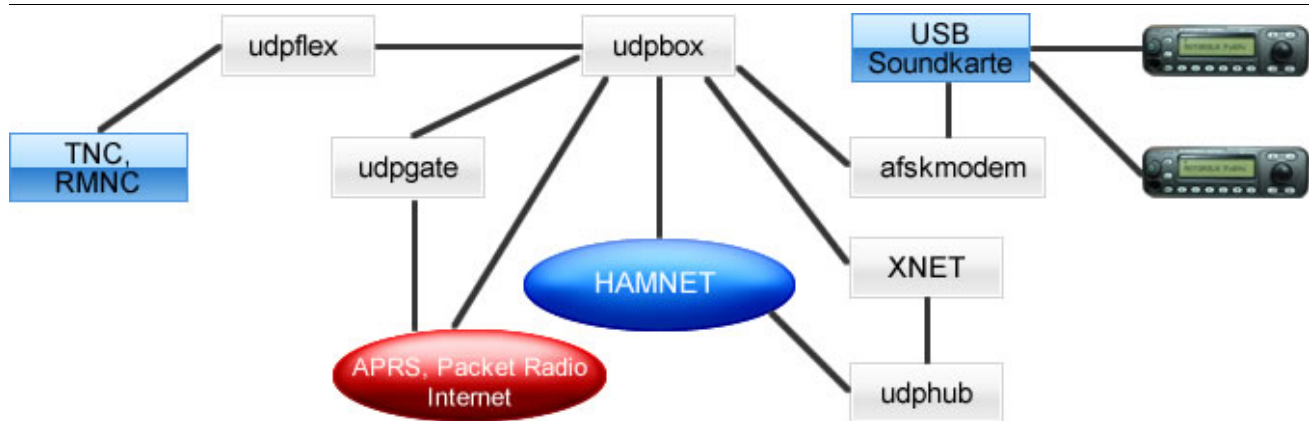 udpflex
udpbox
USB
Soundkarte
TNC,
RMNC
udpgate
afskmodem
HAMNET
XNET
APRS, Packet Radio
Internet
udphub